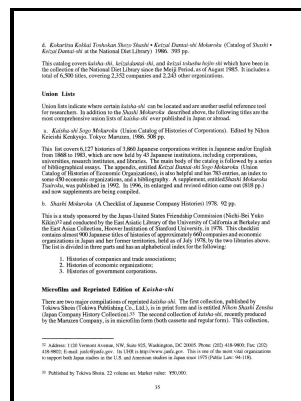 d. Kokuritsu Kokkai Toshokan Shozo Shashi • Keizai Dantai-shi Mokuroku (Catalog of Shashi •
Keizai Dantai-shi at the National Diet Library) 1986. 393 pp.
This catalog covers kaisha-shi, keizai dantai-shi, and keizai tokushu hojin-shi which have been in
the collection of the National Diet Library since the Meiji Period, as of August 1985. It includes a
total of 6,500 titles, covering 2,352 companies and 2,243 other organizations.
Union Lists
Union lists indicate where certain kaisha-shi can be located and are another useful reference tool
for researchers. In addition to the Shashi Mokuroku described above, the following titles are the
most comprehensive union lists of kaisha-shi ever published in Japan or abroad.
a. Kaisha-shi Sogo Mokuroku (Union Catalog of Histories of Corporations). Edited by Nihon
Keieishi Kenkyujo. Tokyo: Maruzen, 1986. 508 pp.
This list covers 6,127 histories of 3,860 Japanese corporations written in Japanese and/or English
from 1868 to 1983, which are now held by 45 Japanese institutions, including corporations,
universities, research institutions, and libraries. The main body of the catalog is followed by a series
of bibliographical essays. The appendix, entitled Keizai Dantai-shi Sogo Mokuroku (Union
Catalog of Histories of Economic Organizations), is also helpful and has 783 entries, an index to
some 450 economic organizations, and a bibliography. A supplement, entitled Shashi Mokuroku
Tsuiroku, was published in 1992. In 1996, its enlarged and revised edition came out (818 pp.)
and now supplements are being compiled.
b. Shashi Mokuroku (A Checklist of Japanese Company Histories) 1978. 92 pp.
This is a study sponsored by the Japan-United States Friendship Commission (Nichi-Bei Yuko
Kikin)32 and conducted by the East Asiatic Library of the University of California at Berkeley and
the East Asian Collection, Hoover Institution of Stanford University, in 1978. This checklist
contains almost 900 Japanese titles of histories of approximately 660 companies and economic
organizations in Japan and her former territories, held as of July 1978, by the two libraries above.
The list is divided in three parts and has an alphabetical index for the following:
1. Histories of companies and trade associations;
2. Histories of economic organizations;
3. Histories of government corporations.
Microfilm and Reprinted Edition of Kaisha-shi
There are two major compilations of reprinted kaisha-shi. The first collection, published by
Tokiwa Shoin (Tokiwa Publishing Co., Ltd.), is in print form and is entitled Nihon Shashi Zenshu
(Japan Company History Collection).33 The second collection of kaisha-shi, recently produced
by the Maruzen Company, is in microfilm form (both cassette and regular forms). This collection,
32 Address: 1120 Vermont Avenue, NW, Suite 925, Washington, DC 20005. Phone: (202) 418-9800; Fax: (202)
418-9802; E-mail: jusfc@jusfc.gov. Its URL is http://www.jusfc.gov. This is one of the most vital organizations
to support both Japan studies in the U.S. and American studies in Japan since 1975 (Public Law: 94-118).
33 Published by Tokiwa Shoin. 22 volume set. Market value: ¥50,000.
35